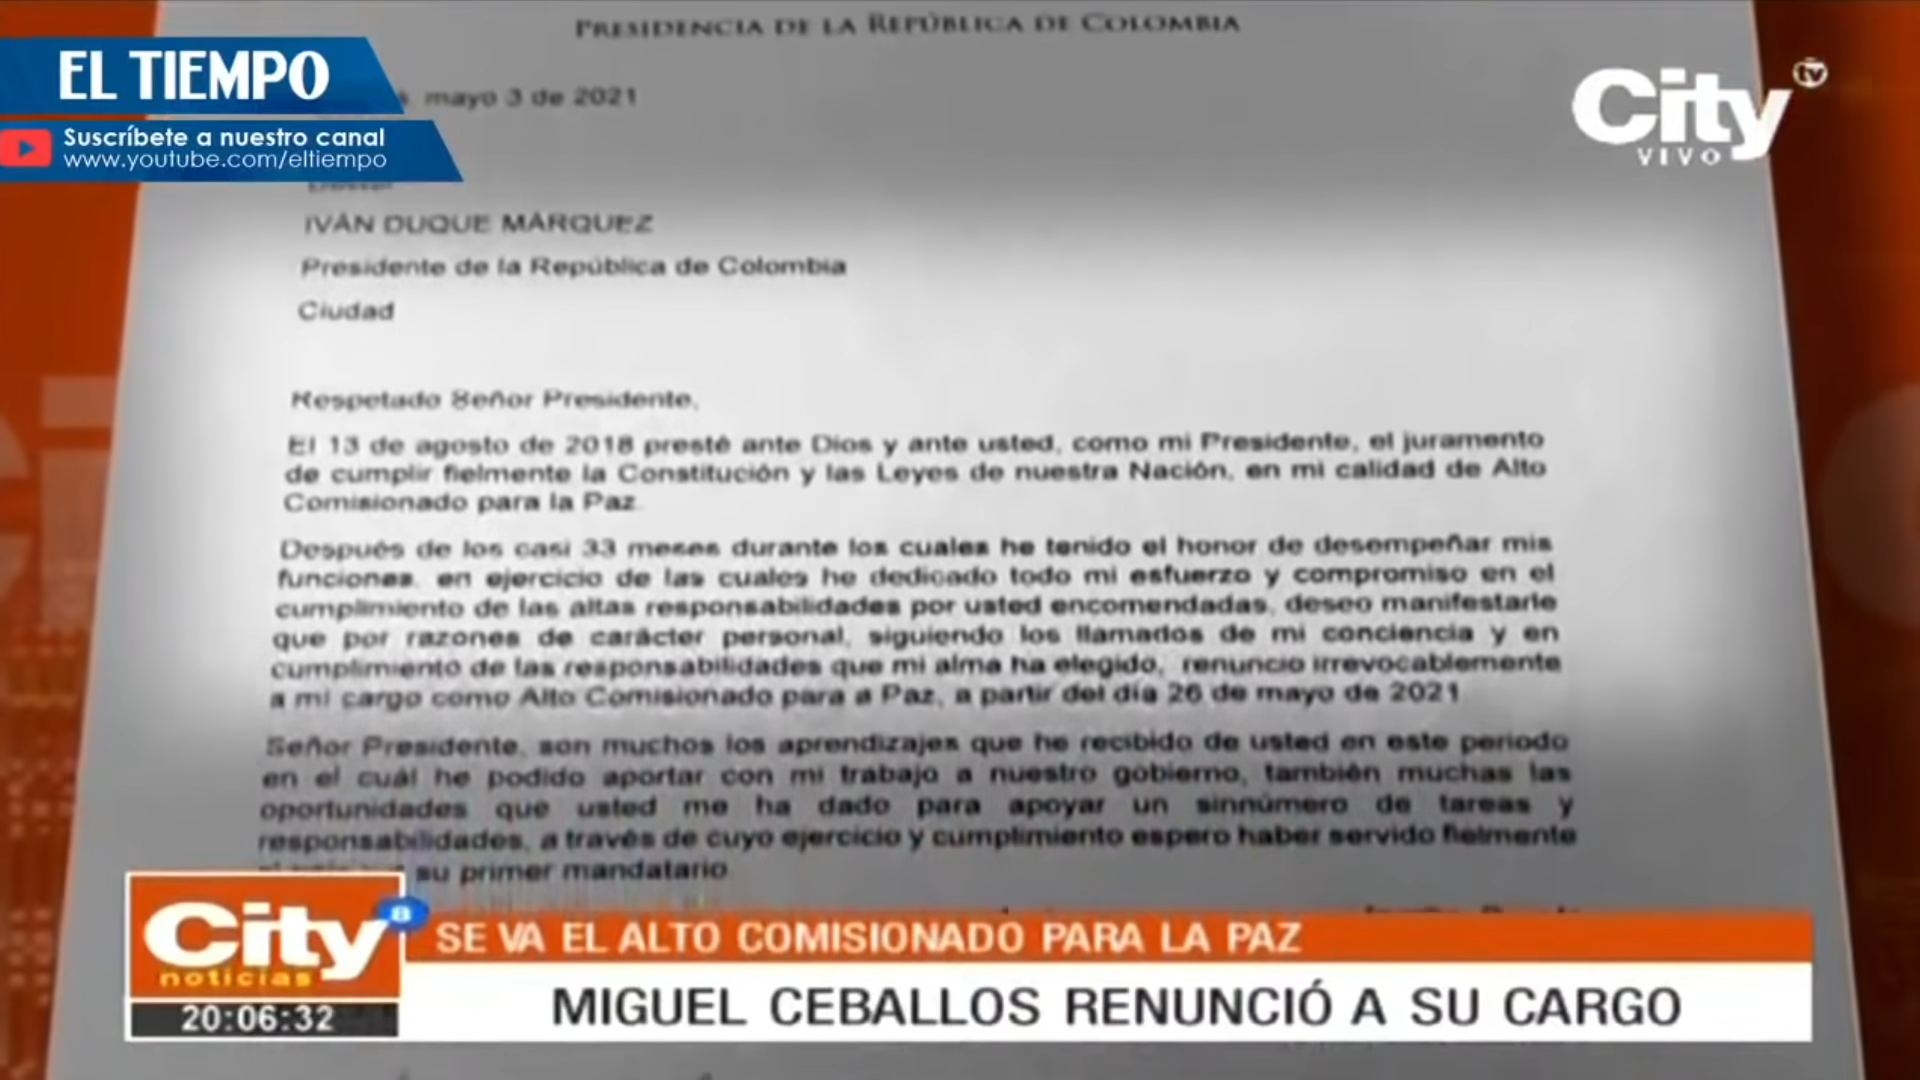 PRESIDENCIA DE LA REPÚBLICA DE COLOMBIA
EL TIEMPO
Suscríbete a nuestro canal
www.youtube.com/eltiempo
City tv
VIVO
mayo 3 de 2021
IVÁN DUQUE MÁRQUEZ
Presidente de la República de Colombia
Ciudad
Respetado Señor Presidente,
El 13 de agosto de 2018 presté ante Dios y ante usted, como mi Presidente, el juramento
de cumplir fielmente la Constitución y las Leyes de nuestra Nación, en mi calidad de Alto
Comisionado para la Paz.
Después de los casi 33 meses durante los cuales he tenido el honor de desempeñar mis
funciones, en ejercicio de las cuales he dedicado todo mi esfuerzo y compromiso en el
cumplimiento de las altas responsabilidades por usted encomendadas, deseo manifestarle
que por razones de carácter personal, siguiendo los llamados de mi conciencia y en
cumplimiento de las responsabilidades que mi alma ha elegido, renuncio irrevocablemente
a mi cargo como Alto Comisionado para a Paz, a partir del día 26 de mayo de 2021
Señor Presidente, son muchos los aprendizajes que he recibido de usted en este periodo
en el cuál he podido aportar con mi trabajo a nuestro gobierno, también muchas las
oportunidades que usted me ha dado para apoyar un sinnúmero de tareas y
responsabilidades, a través de cuyo ejercicio y cumplimiento espero haber servido fielmente
su primer mandatario
City 8
noticias
20:06:32
SE VA EL ALTO COMISIONADO PARA LA PAZ
MIGUEL CEBALLOS RENUNCIÓ A SU CARGO